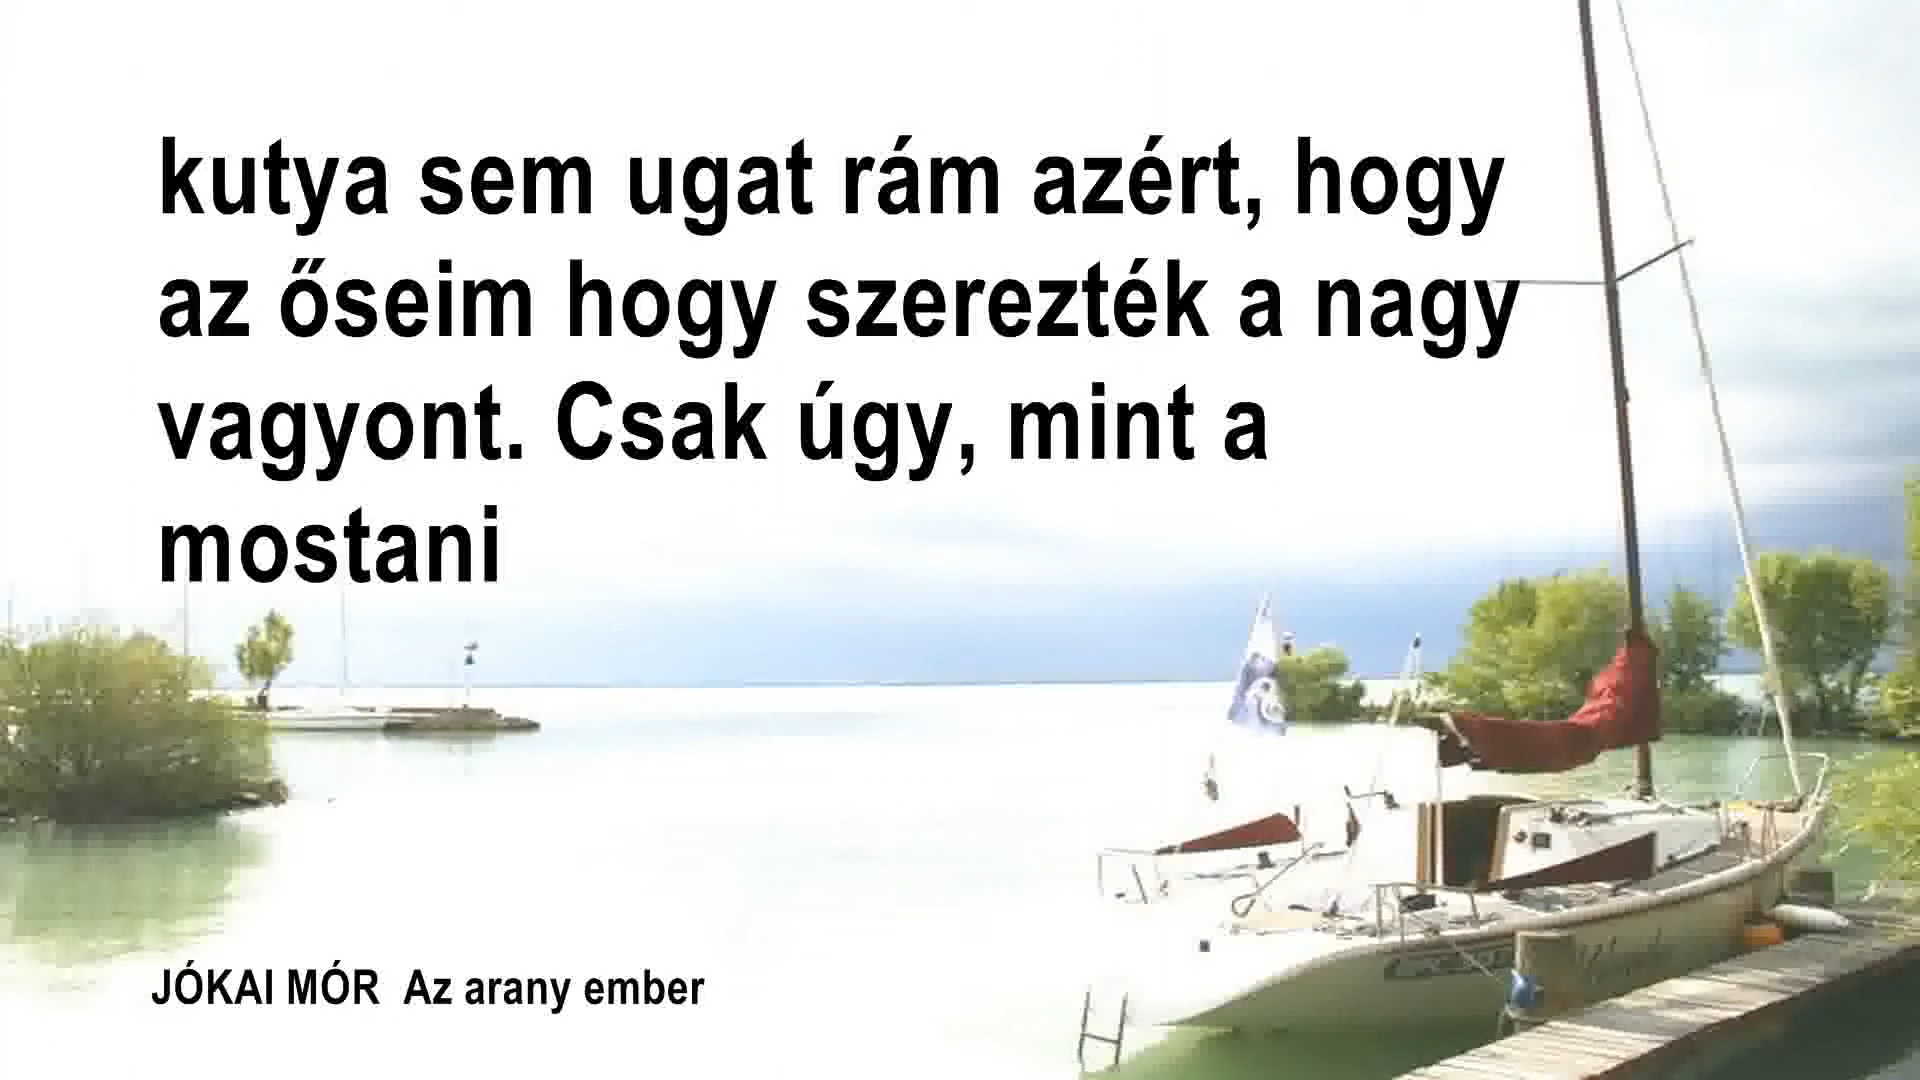 kutya sem ugat rám azért, hogy
az őseim hogy szerezték a nagy
vagyont. Csak úgy, mint a
mostani
JÓKAI MÓR Az arany ember